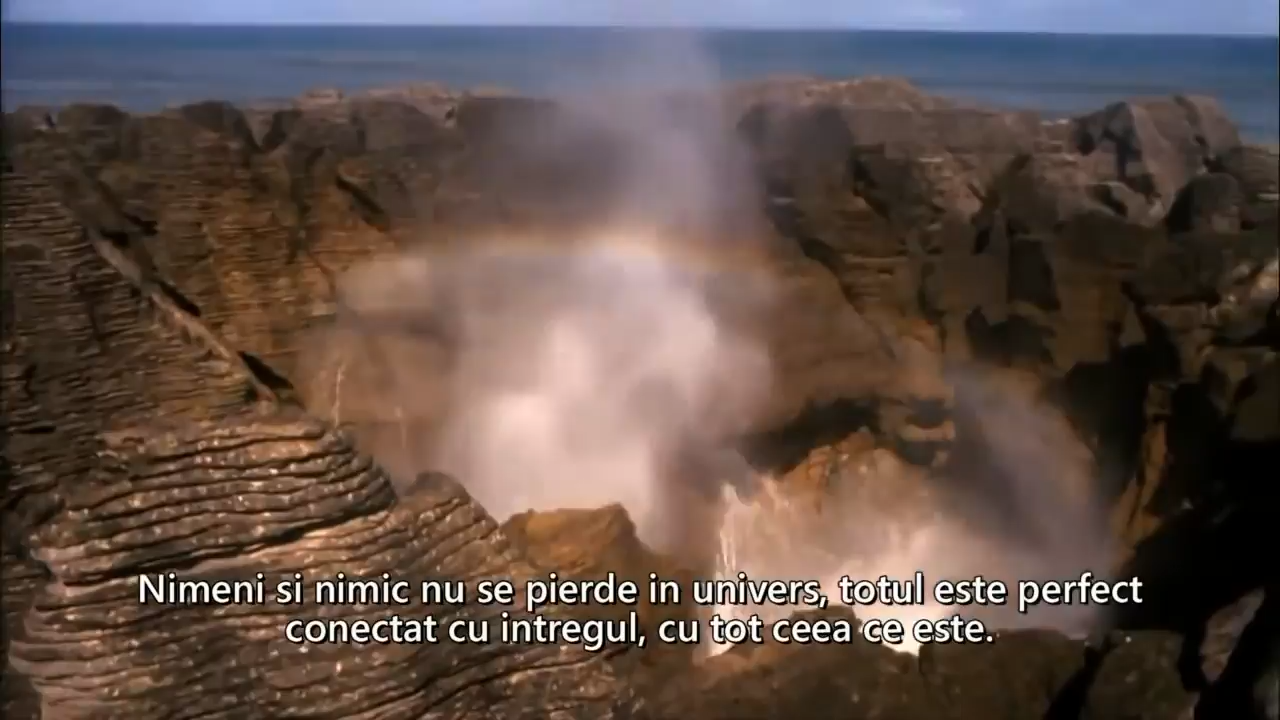 Nimeni si nimic nu se pierde in univers, totul este perfect
conectat cu intregul, cu tot ceea ce este.